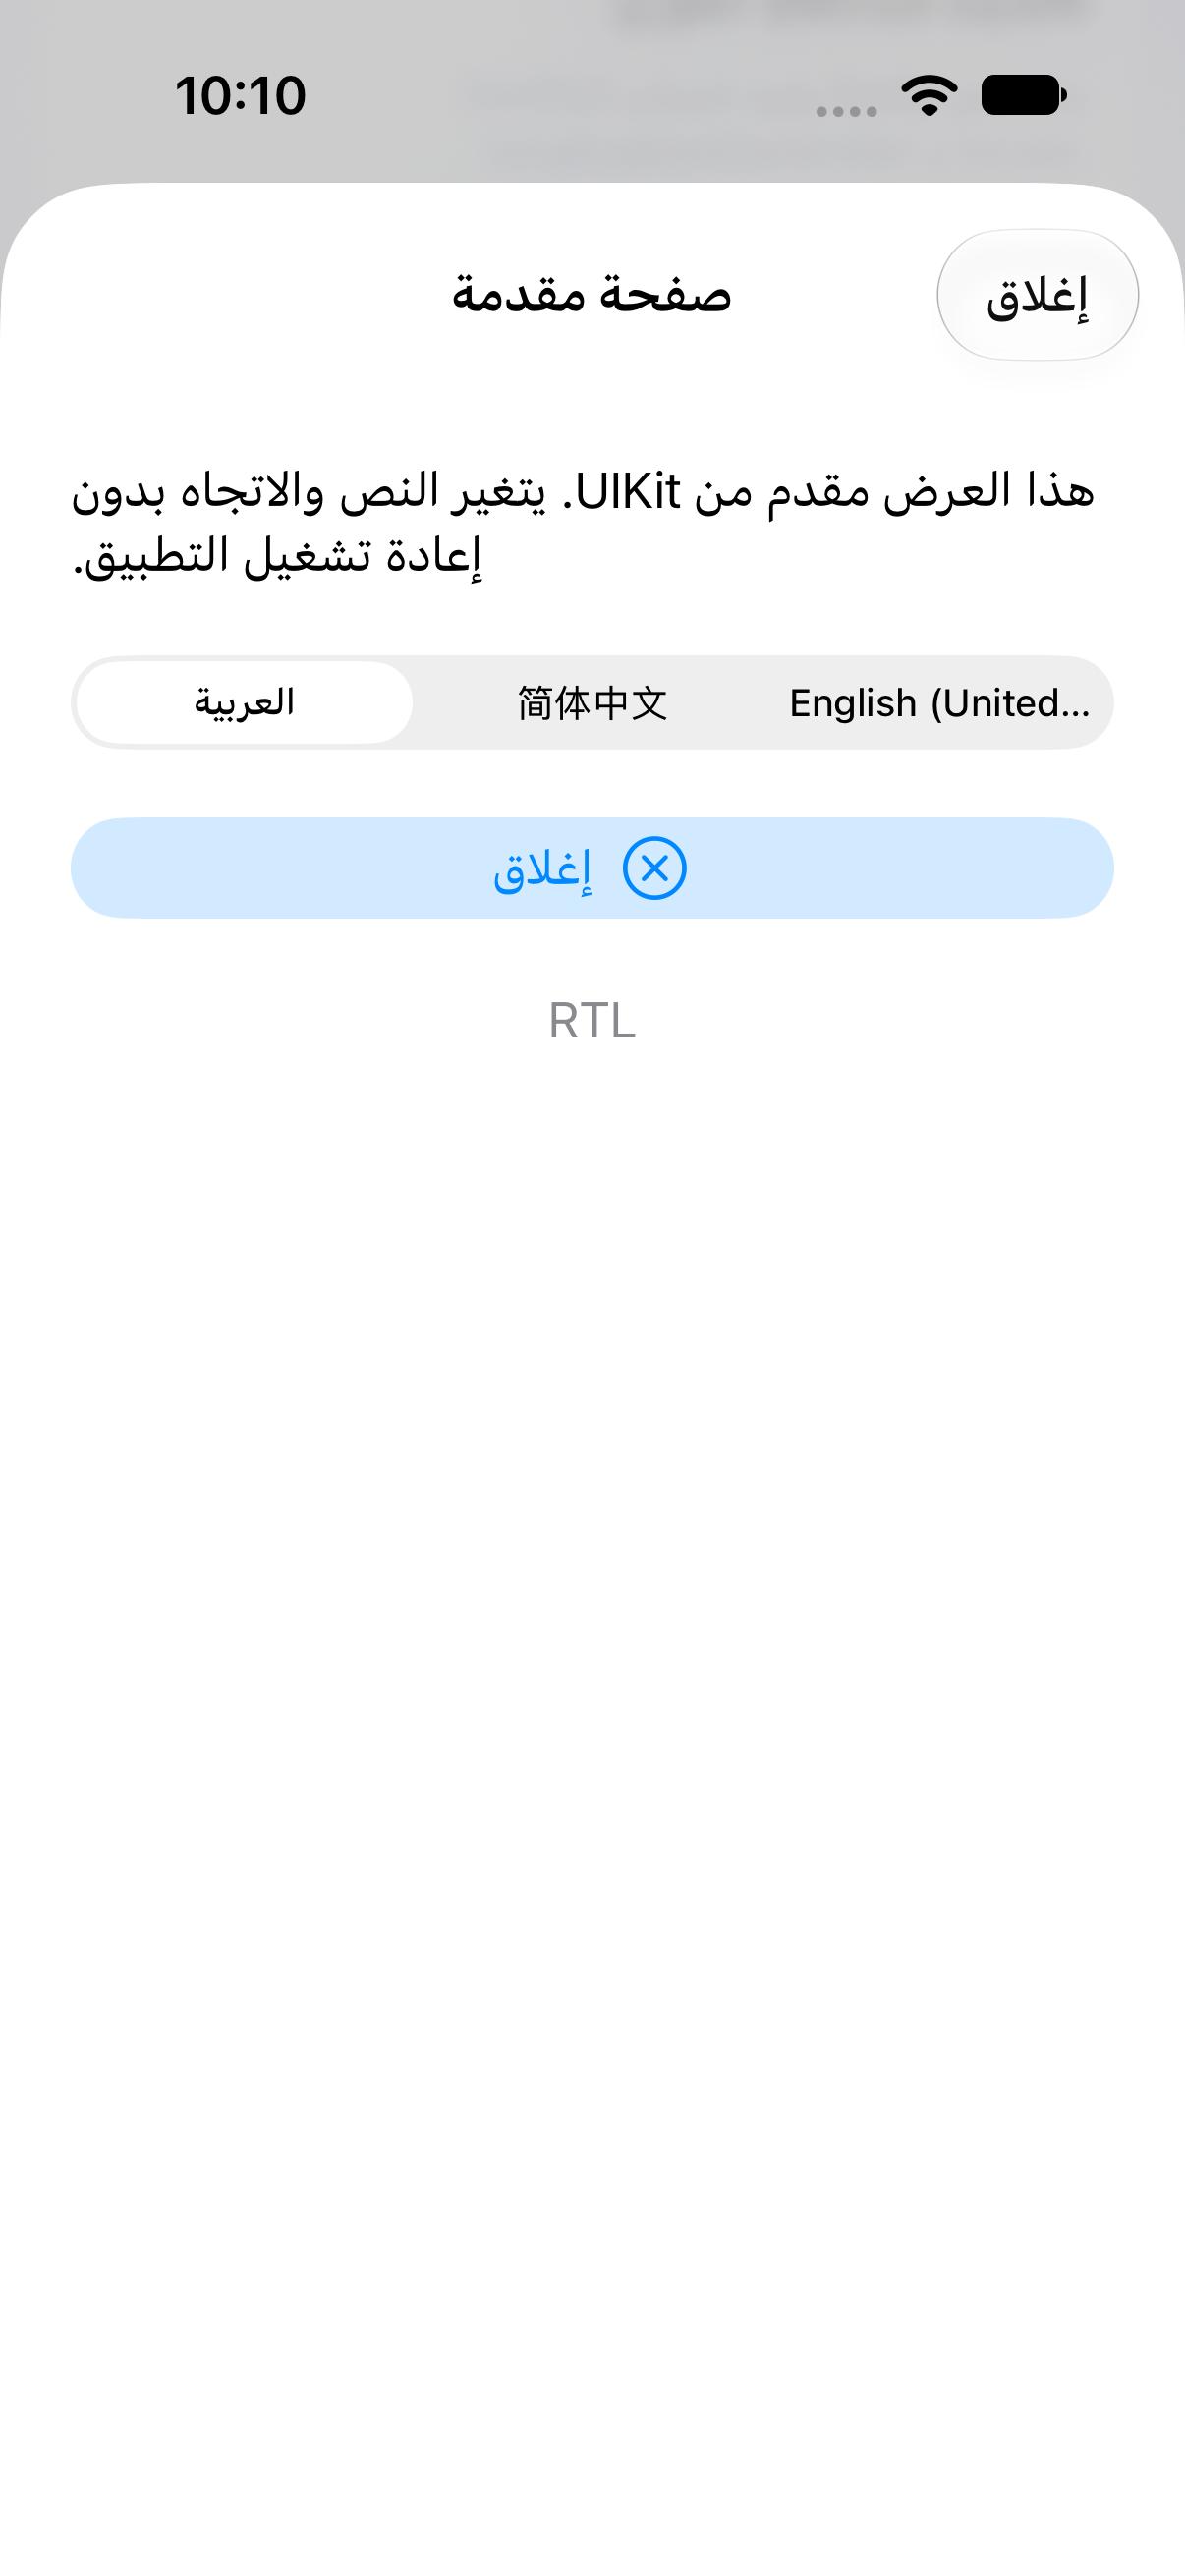 10:10
إغلاق
صفحة مقدمة
هذا العرض مقدم من UIKit. يتغير النص والاتجاه بدون
إعادة تشغيل التطبيق.
English (United...
简体中文
العربية
إغلاق
RTL